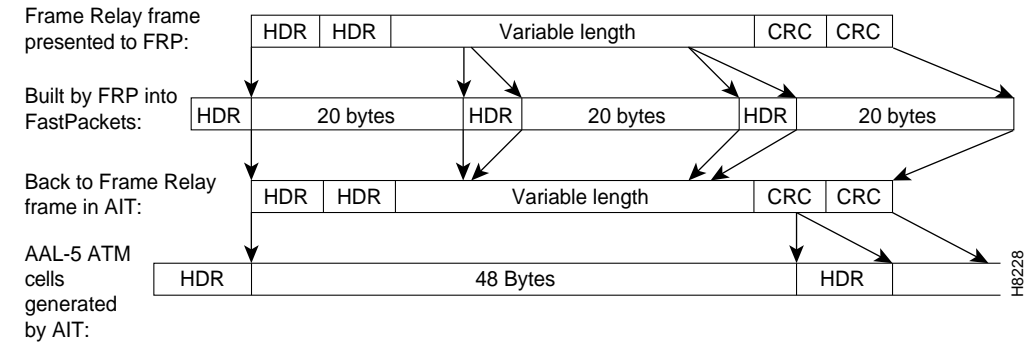 Frame Relay frame
presented to FRP:
HDR HDR Variable length CRC CRC
Built by FRP into
FastPackets:
HDR 20 bytes HDR 20 bytes HDR 20 bytes
Back to Frame Relay
frame in AIT:
HDR HDR Variable length CRC CRC
AAL-5 ATM
cells
generated
by AIT:
HDR 48 Bytes HDR
H8228